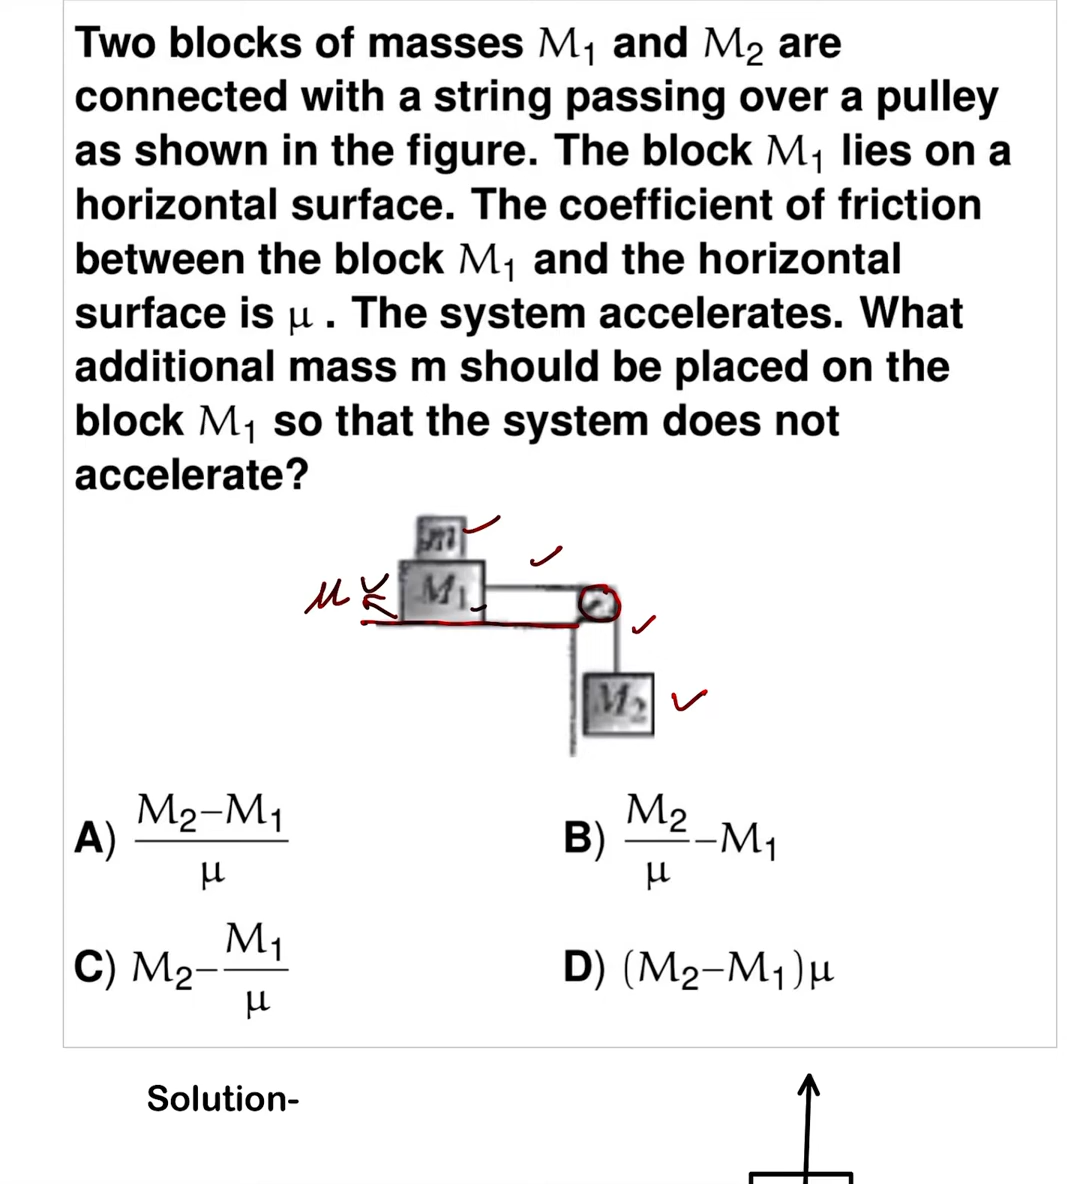 Two blocks of masses M₁ and M₂ are
connected with a string passing over a pulley
as shown in the figure. The block M₁ lies on a
horizontal surface. The coefficient of friction
between the block M₁ and the horizontal
surface is μ . The system accelerates. What
additional mass m should be placed on the
block M₁ so that the system does not
accelerate?
m
μ M₁
M₂
A) (M₂−M₁)/μ B) M₂/μ −M₁
C) M₂− M₁/μ D) (M₂−M₁)μ
Solution-